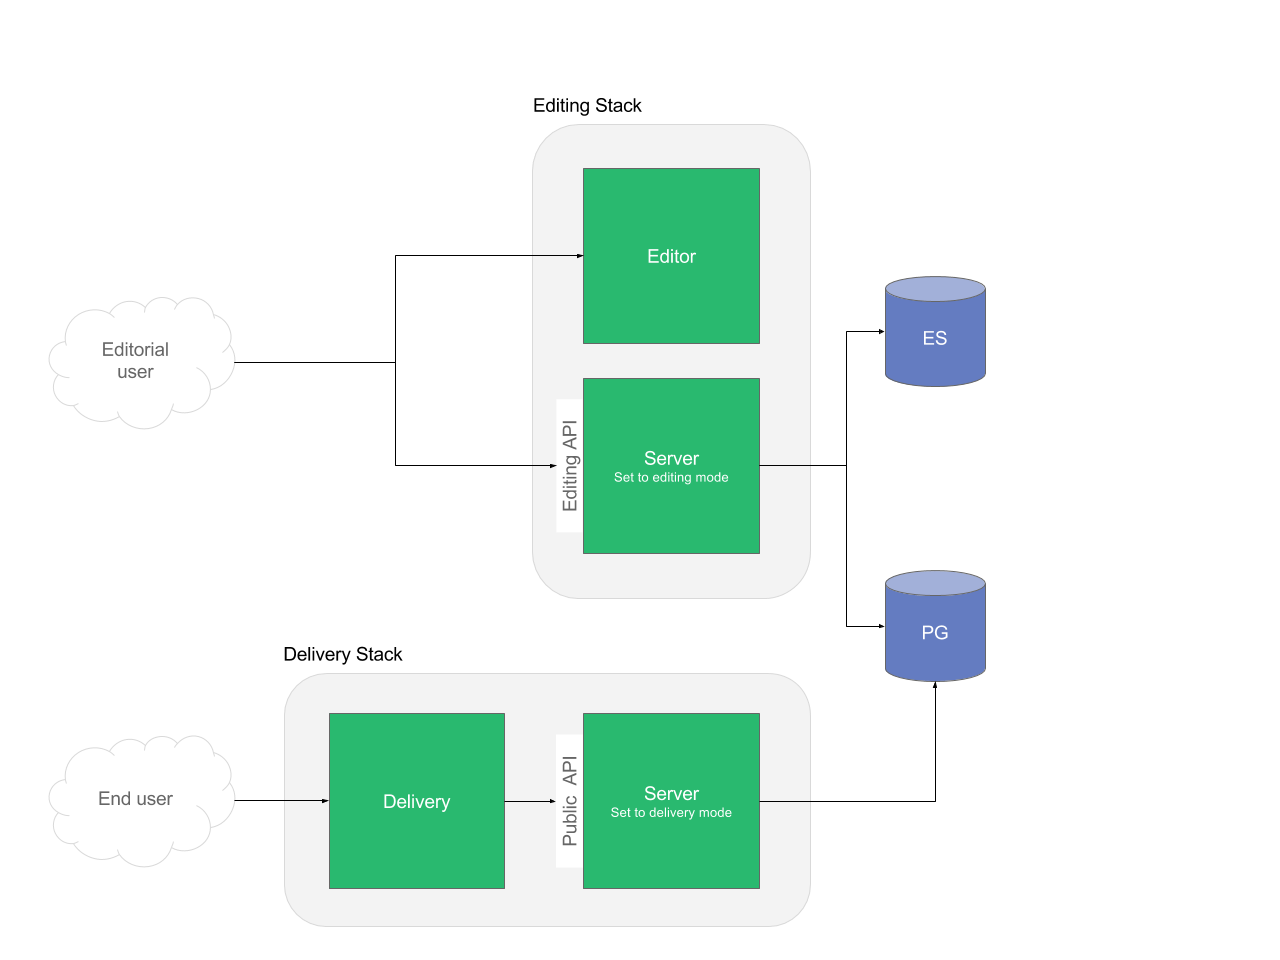 Editing Stack
Editor
Editorial
user
ES
Editing API
Server
Set to editing mode
PG
Delivery Stack
End user
Delivery
Public API
Server
Set to delivery mode